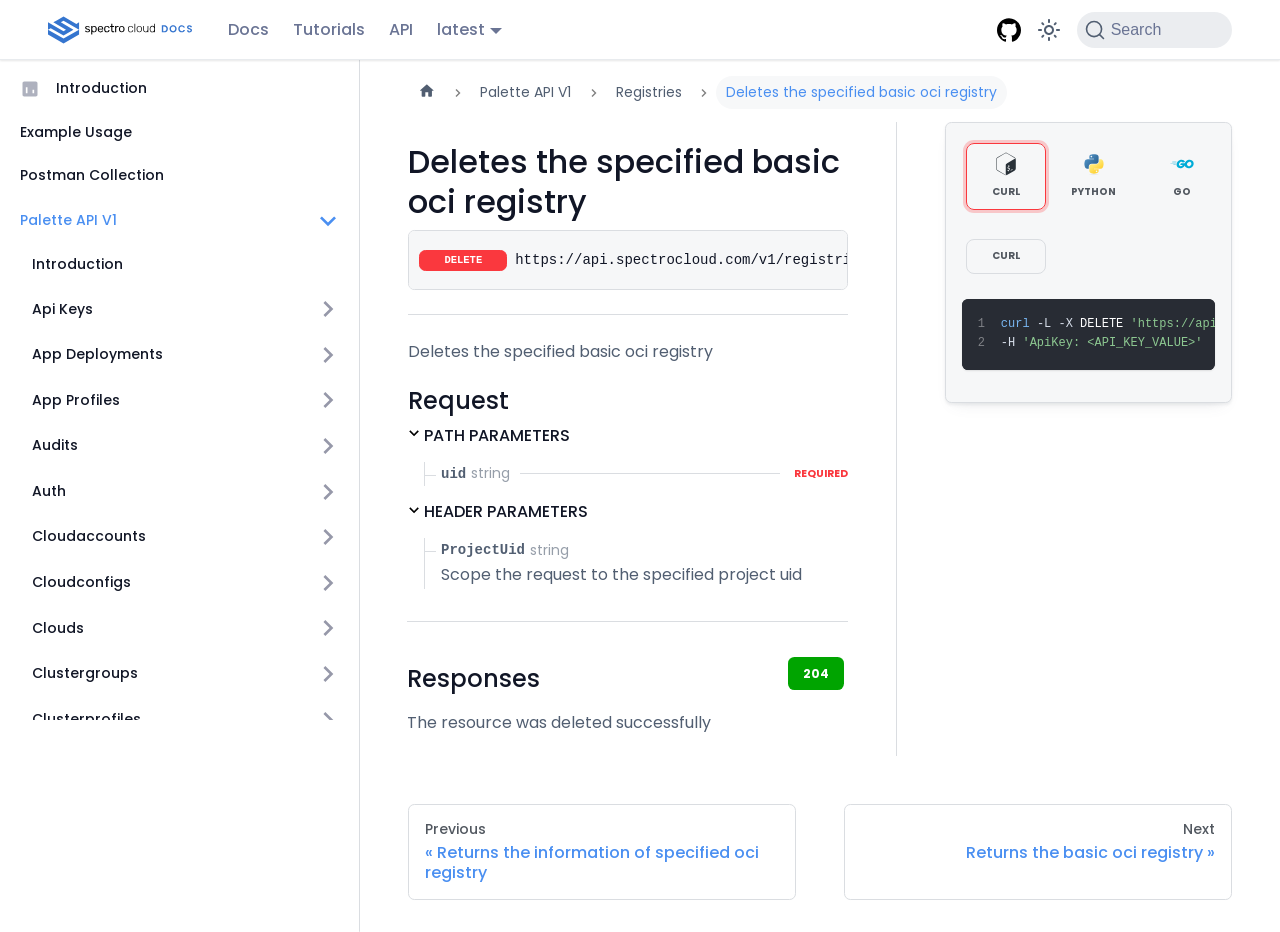 spectro cloud DOCS
Docs
Tutorials
API
latest
Search
Introduction
Example Usage
Postman Collection
Palette API V1
Introduction
Api Keys
App Deployments
App Profiles
Audits
Auth
Cloudaccounts
Cloudconfigs
Clouds
Clustergroups
Clusterprofiles
Palette API V1
Registries
Deletes the specified basic oci registry
Deletes the specified basic
oci registry
DELETE https://api.spectrocloud.com/v1/registri
Deletes the specified basic oci registry
Request
PATH PARAMETERS
uid string REQUIRED
HEADER PARAMETERS
ProjectUid string
Scope the request to the specified project uid
Responses
204
The resource was deleted successfully
CURL
PYTHON
GO
GO
CURL
1 curl -L -X DELETE 'https://api
2 -H 'ApiKey: <API_KEY_VALUE>'
Previous
« Returns the information of specified oci
registry
Next
Returns the basic oci registry »